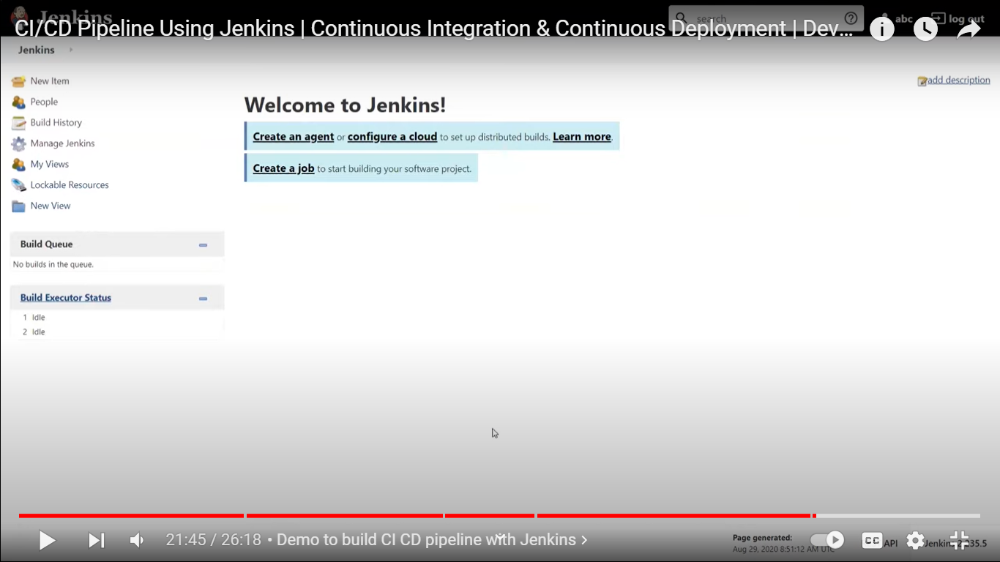 Jenkins
search
abc
log out
CI/CD Pipeline Using Jenkins | Continuous Integration & Continuous Deployment | Dev...
Jenkins
New Item
People
Build History
Manage Jenkins
My Views
Lockable Resources
New View
add description
Welcome to Jenkins!
Create an agent or configure a cloud to set up distributed builds. Learn more.
Create a job to start building your software project.
Build Queue
No builds in the queue.
Build Executor Status
1 Idle
2 Idle
21:45 / 26:18 • Demo to build CI CD pipeline with Jenkins
Page generated:
Aug 29, 2020 8:51:12 AM UTC
CC
API
Jenkins 2.235.5